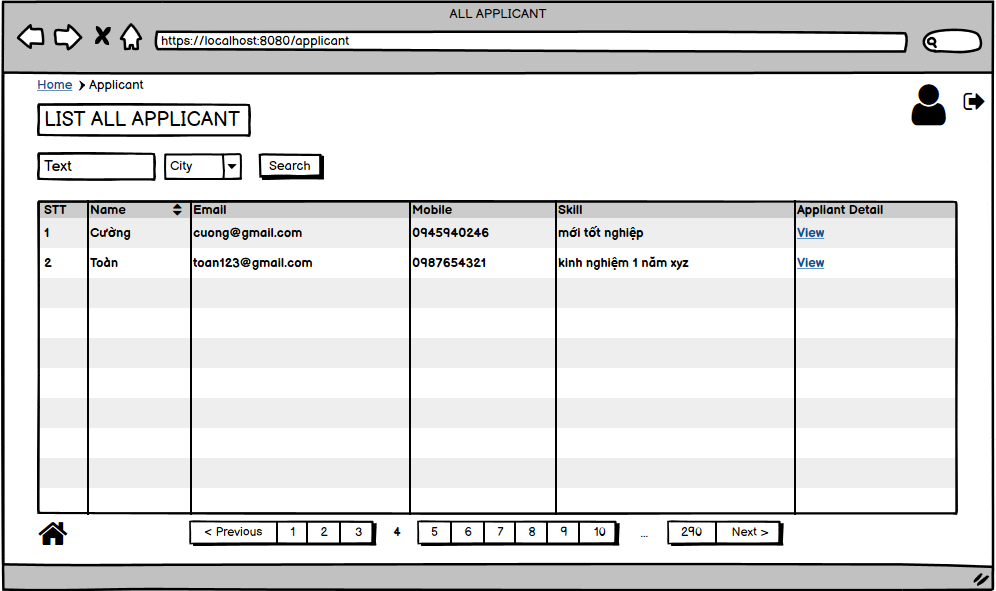 ALL APPLICANT
https://localhost:8080/applicant
Home Applicant
LIST ALL APPLICANT
Text City Search
STT Name Email Mobile Skill Appliant Detail
1 Cường cuong@gmail.com 0945940246 mới tốt nghiệp View
2 Toàn toan123@gmail.com 0987654321 kinh nghiệm 1 năm xyz View
< Previous 1 2 3 4 5 6 7 8 9 10 ... 290 Next >